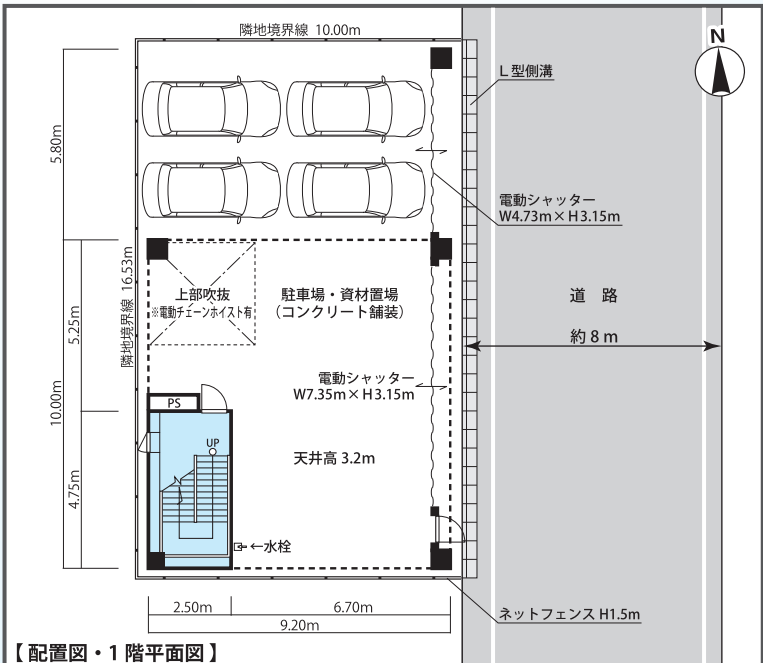 隣地境界線 10.00m
N
L型側溝
5.80m
電動シャッター
W4.73m×H3.15m
隣地境界線 16.53m
上部吹抜
※電動チェーンホイスト有
駐車場・資材置場
(コンクリート舗装)
道 路
約8m
5.25m
10.00m
電動シャッター
W7.35m×H3.15m
PS
UP
天井高 3.2m
4.75m
←水栓
2.50m
6.70m
9.20m
ネットフェンス H1.5m
【 配置図・1 階平面図 】